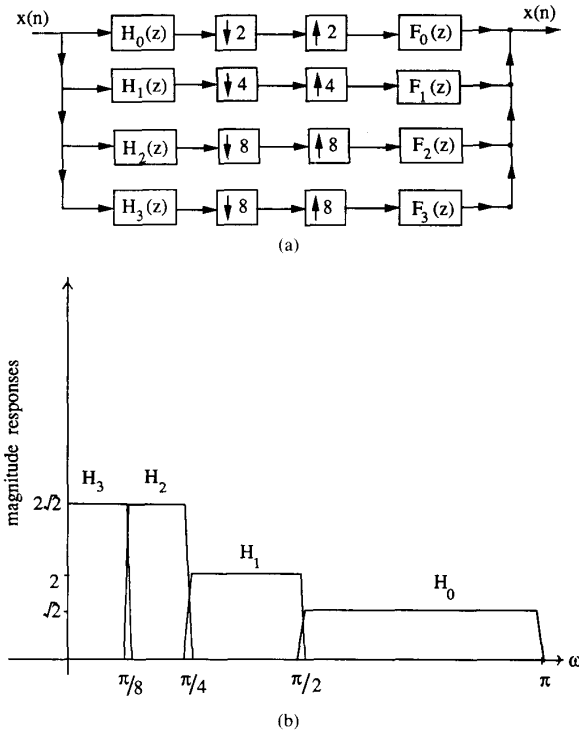 x(n) H₀(z) ↓ 2 ↑ 2 F₀(z) x(n)
H₁(z) ↓ 4 ↑ 4 F₁(z)
H₂(z) ↓ 8 ↑ 8 F₂(z)
H₃(z) ↓ 8 ↑ 8 F₃(z)
(a)
magnitude responses
H₃ H₂
2√2
H₁
2
H₀
√2
π/8 π/4 π/2 π ω
(b)